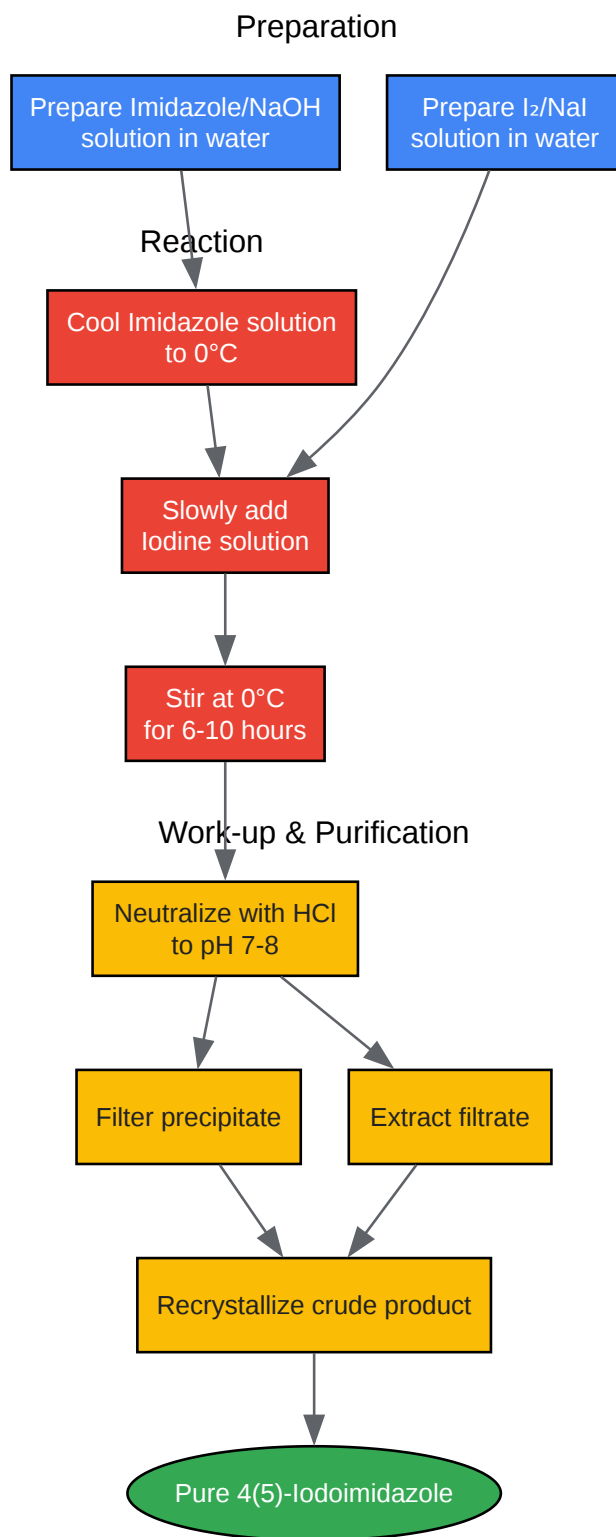 Preparation
Prepare Imidazole/NaOH
solution in water
Prepare I₂/NaI
solution in water
Reaction
Cool Imidazole solution
to 0°C
Slowly add
Iodine solution
Stir at 0°C
for 6-10 hours
Work-up & Purification
Neutralize with HCl
to pH 7-8
Filter precipitate
Extract filtrate
Recrystallize crude product
Pure 4(5)-Iodoimidazole